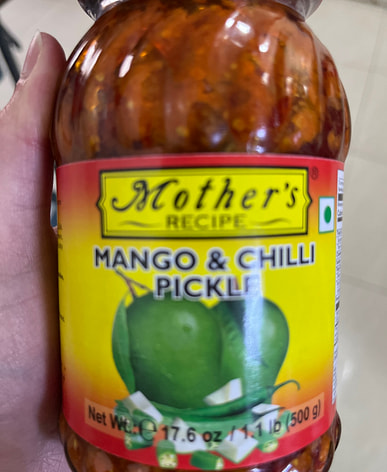 Mother's®
RECIPE
MANGO & CHILLI
PICKLE
Net Wt. ℮ 17.6 oz / 1.1 lb (500 g)